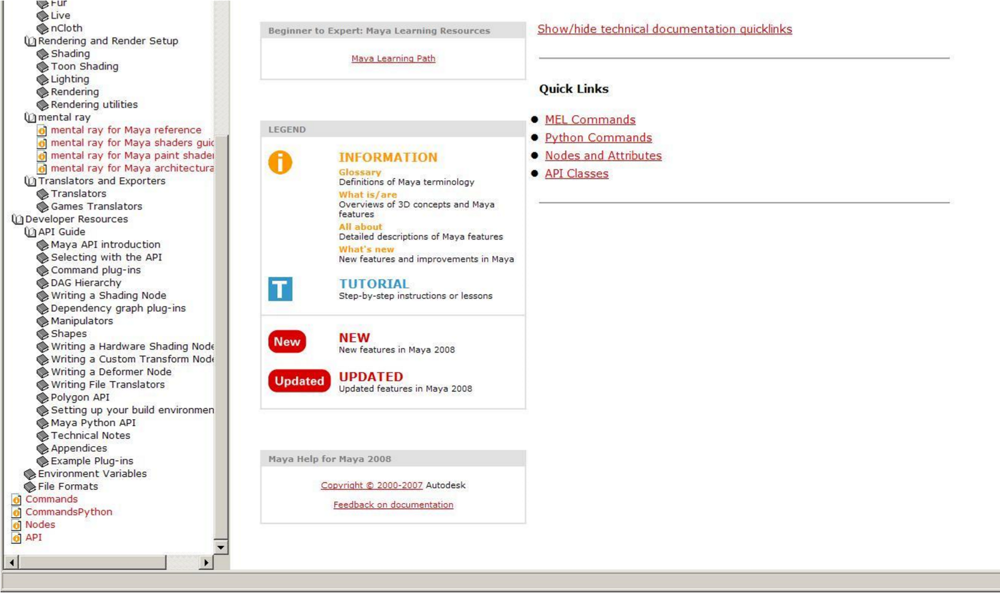 Fur
Live
nCloth
Rendering and Render Setup
Shading
Toon Shading
Lighting
Rendering
Rendering utilities
mental ray
mental ray for Maya reference
mental ray for Maya shaders guid
mental ray for Maya paint shader
mental ray for Maya architectura
Translators and Exporters
Translators
Games Translators
Developer Resources
API Guide
Maya API introduction
Selecting with the API
Command plug-ins
DAG Hierarchy
Writing a Shading Node
Dependency graph plug-ins
Manipulators
Shapes
Writing a Hardware Shading Node
Writing a Custom Transform Node
Writing a Deformer Node
Writing File Translators
Polygon API
Setting up your build environmen
Maya Python API
Technical Notes
Appendices
Example Plug-ins
Environment Variables
File Formats
Commands
CommandsPython
Nodes
API
Beginner to Expert: Maya Learning Resources
Maya Learning Path
LEGEND
i INFORMATION
Glossary
Definitions of Maya terminology
What is/are
Overviews of 3D concepts and Maya
features
All about
Detailed descriptions of Maya features
What's new
New features and improvements in Maya
T TUTORIAL
Step-by-step instructions or lessons
New NEW
New features in Maya 2008
Updated UPDATED
Updated features in Maya 2008
Maya Help for Maya 2008
Copyright © 2000-2007 Autodesk
Feedback on documentation
Show/hide technical documentation quicklinks
Quick Links
MEL Commands
Python Commands
Nodes and Attributes
API Classes